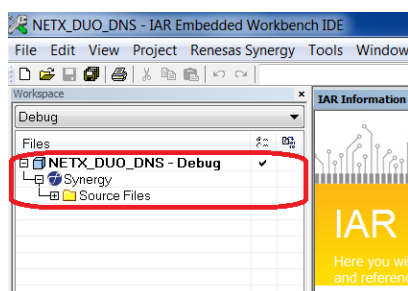 NETX_DUO_DNS - IAR Embedded Workbench IDE
File Edit View Project Renesas Synergy Tools Window
Workspace
IAR Information
Debug
Files
NETX_DUO_DNS - Debug
Synergy
Source Files
IAR
Here you wi
and referenc